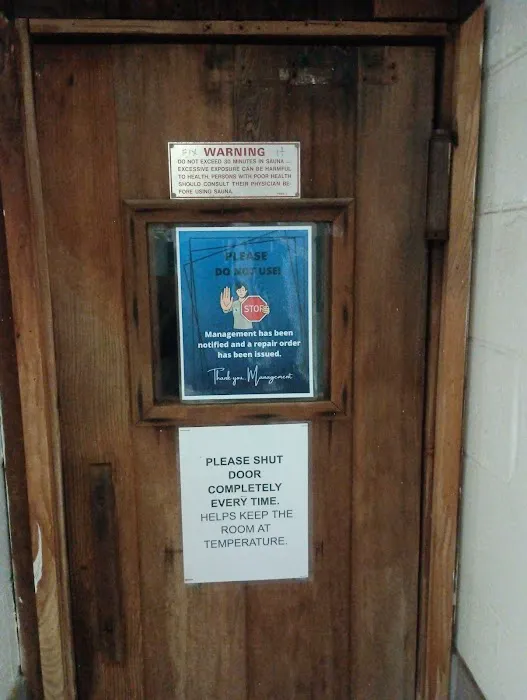 FIX WARNING it
DO NOT EXCEED 30 MINUTES IN SAUNA —
EXCESSIVE EXPOSURE CAN BE HARMFUL
TO HEALTH. PERSONS WITH POOR HEALTH
SHOULD CONSULT THEIR PHYSICIAN BE-
FORE USING SAUNA.
PLEASE
DO NOT USE!
STOP
Management has been
notified and a repair order
has been issued.
Thank you, Management
PLEASE SHUT
DOOR
COMPLETELY
EVERY TIME.
HELPS KEEP THE
ROOM AT
TEMPERATURE.